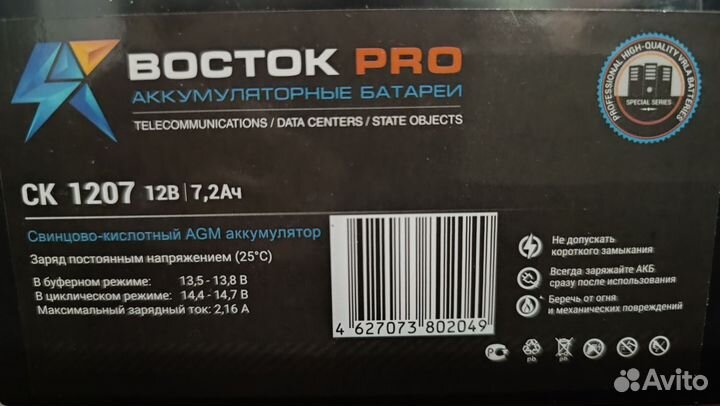 ВОСТОК PRO
АККУМУЛЯТОРНЫЕ БАТАРЕИ
TELECOMMUNICATIONS / DATA CENTERS / STATE OBJECTS
PROFESSIONAL HIGH-QUALITY VRLA BATTERIES
SPECIAL SERIES
СК 1207 12В | 7,2Ач
Свинцово-кислотный AGM аккумулятор
Заряд постоянным напряжением (25°С)
В буферном режиме: 13,5 - 13,8 В
В циклическом режиме: 14,4 - 14,7 В
Максимальный зарядный ток: 2,16 А
4 627073 802049
Не допускать
короткого замыкания
Всегда заряжайте АКБ
сразу после использования
Беречь от огня
и механических повреждений
Pb
Pb
Avito